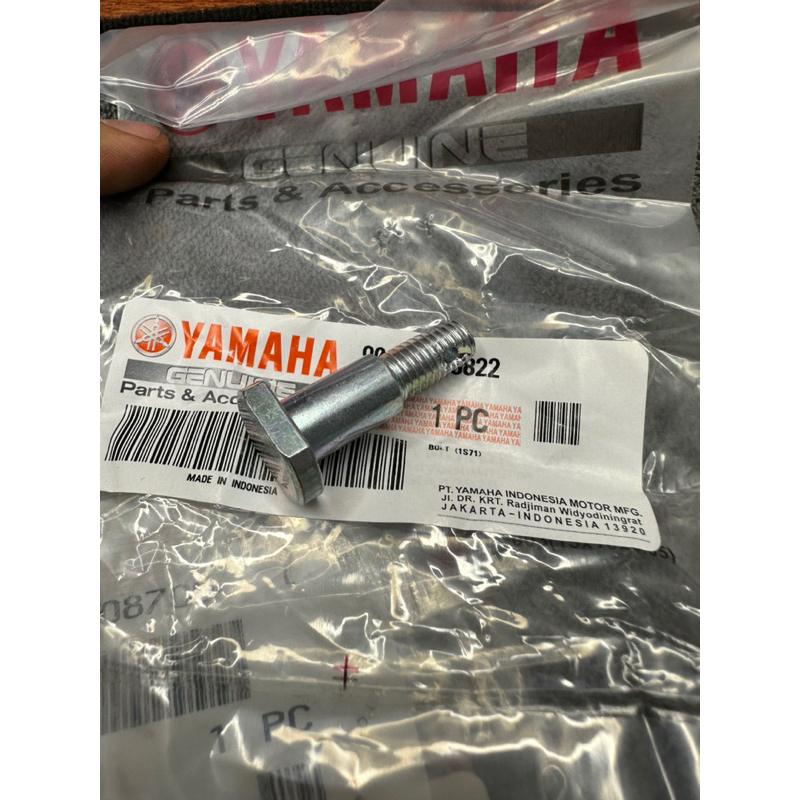 YAMAHA
GENUINE
Parts & Accessories
YAMAHA
GENUINE
Parts &
1 PC
BOLT (1S71)
MADE IN INDONESIA
PT. YAMAHA INDONESIA MOTOR MFG.
Jl. DR. KRT. Radjiman Widyodiningrat
JAKARTA-INDONESIA 13920
1 PC